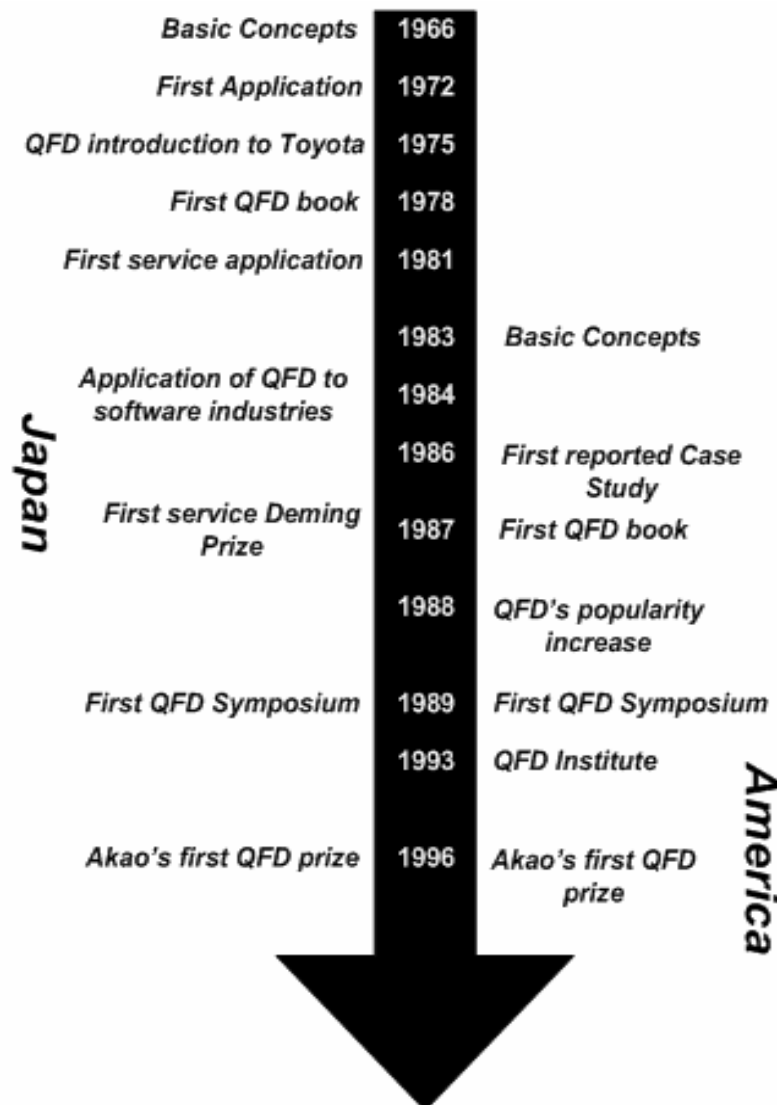 Basic Concepts 1966
First Application 1972
QFD introduction to Toyota 1975
First QFD book 1978
First service application 1981
1983 Basic Concepts
Application of QFD to
software industries
1984
1986
First reported Case
Study
First service Deming
Prize
1987 First QFD book
1988
QFD's popularity
increase
First QFD Symposium 1989 First QFD Symposium
1993 QFD Institute
Akao's first QFD prize 1996 Akao's first QFD
prize
Japan
America